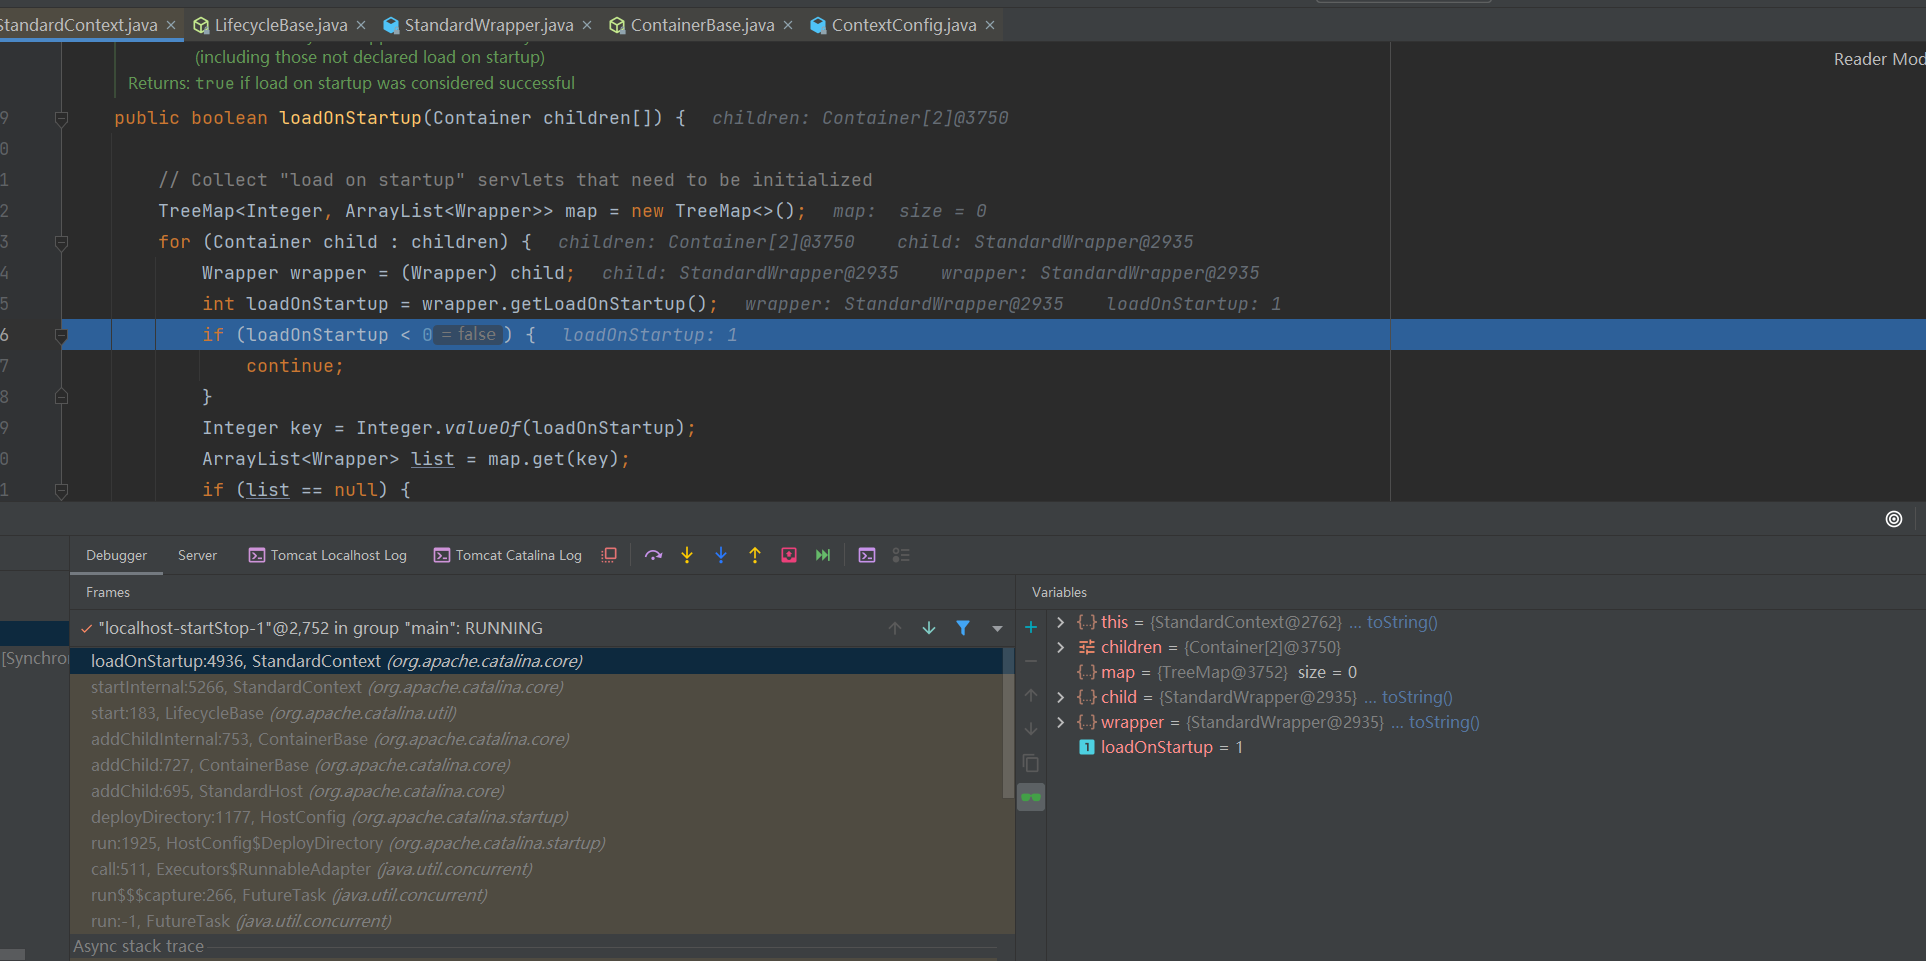 StandardContext.java × LifecycleBase.java × StandardWrapper.java × ContainerBase.java × ContextConfig.java ×
(including those not declared load on startup)
Reader Mod
Returns: true if load on startup was considered successful
9 public boolean loadOnStartup(Container children[]) { children: Container[2]@3750
0
1 // Collect "load on startup" servlets that need to be initialized
2 TreeMap<Integer, ArrayList<Wrapper>> map = new TreeMap<>(); map: size = 0
3 for (Container child : children) { children: Container[2]@3750 child: StandardWrapper@2935
4 Wrapper wrapper = (Wrapper) child; child: StandardWrapper@2935 wrapper: StandardWrapper@2935
5 int loadOnStartup = wrapper.getLoadOnStartup(); wrapper: StandardWrapper@2935 loadOnStartup: 1
6 if (loadOnStartup < 0 = false ) { loadOnStartup: 1
7 continue;
8 }
9 Integer key = Integer.valueOf(loadOnStartup);
0 ArrayList<Wrapper> list = map.get(key);
1 if (list == null) {
Debugger Server Tomcat Localhost Log Tomcat Catalina Log
Frames
"localhost-startStop-1"@2,752 in group "main": RUNNING
[Synchro
loadOnStartup:4936, StandardContext (org.apache.catalina.core)
startInternal:5266, StandardContext (org.apache.catalina.core)
start:183, LifecycleBase (org.apache.catalina.util)
addChildInternal:753, ContainerBase (org.apache.catalina.core)
addChild:727, ContainerBase (org.apache.catalina.core)
addChild:695, StandardHost (org.apache.catalina.core)
deployDirectory:1177, HostConfig (org.apache.catalina.startup)
run:1925, HostConfig$DeployDirectory (org.apache.catalina.startup)
call:511, Executors$RunnableAdapter (java.util.concurrent)
run$$$capture:266, FutureTask (java.util.concurrent)
run:-1, FutureTask (java.util.concurrent)
Async stack trace
Variables
this = {StandardContext@2762} ... toString()
children = {Container[2]@3750}
map = {TreeMap@3752} size = 0
child = {StandardWrapper@2935} ... toString()
wrapper = {StandardWrapper@2935} ... toString()
1 loadOnStartup = 1